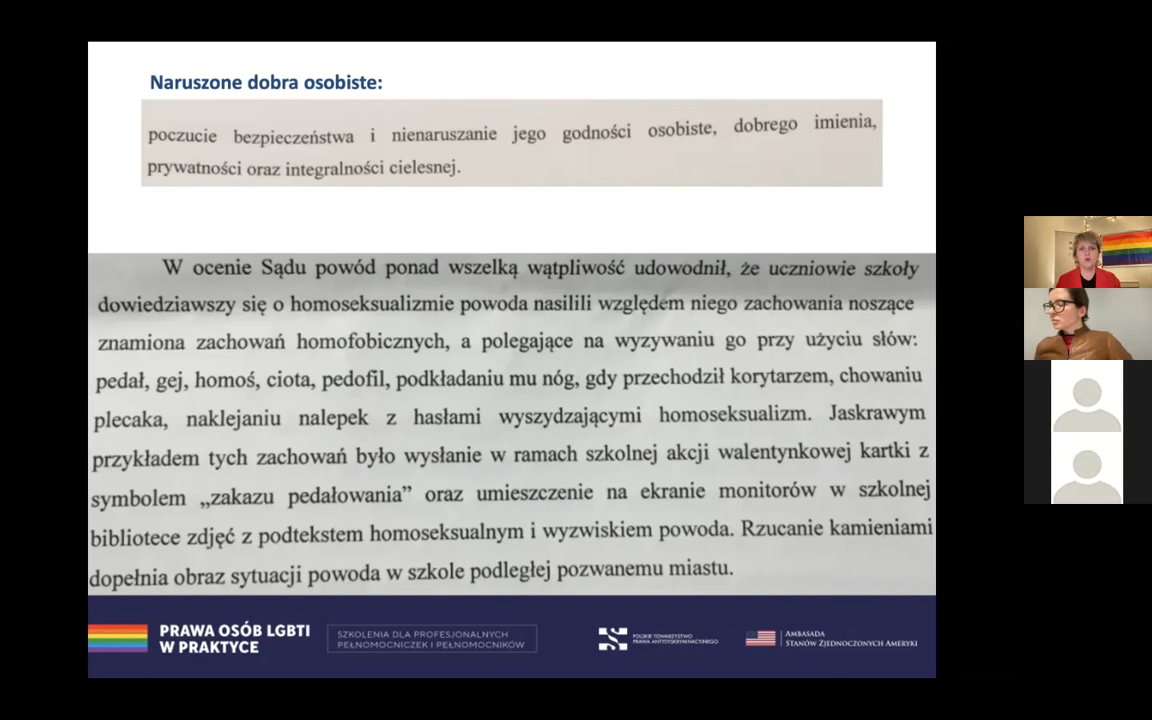 Naruszone dobra osobiste:
poczucie bezpieczeństwa i nienaruszanie jego godności osobiste, dobrego imienia,
prywatności oraz integralności cielesnej.
W ocenie Sądu powód ponad wszelką wątpliwość udowodnił, że uczniowie szkoły
dowiedziawszy się o homoseksualizmie powoda nasilili względem niego zachowania noszące
znamiona zachowań homofobicznych, a polegające na wyzywaniu go przy użyciu słów:
pedał, gej, homoś, ciota, pedofil, podkładaniu mu nóg, gdy przechodził korytarzem, chowaniu
plecaka, naklejaniu nalepek z hasłami wyszydzającymi homoseksualizm. Jaskrawym
przykładem tych zachowań było wysłanie w ramach szkolnej akcji walentynkowej kartki z
symbolem „zakazu pedałowania” oraz umieszczenie na ekranie monitorów w szkolnej
bibliotece zdjęć z podtekstem homoseksualnym i wyzwiskiem powoda. Rzucanie kamieniami
dopełnia obraz sytuacji powoda w szkole podległej pozwanemu miastu.
PRAWA OSÓB LGBTI
W PRAKTYCE
SZKOLENIA DLA PROFESJONALNYCH
PEŁNOMOCNICZEK I PEŁNOMOCNIKÓW
POLSKIE TOWARZYSTWO
PRAWA ANTYDYSKRYMINACYJNEGO
AMBASADA
STANÓW ZJEDNOCZONYCH AMERYKI